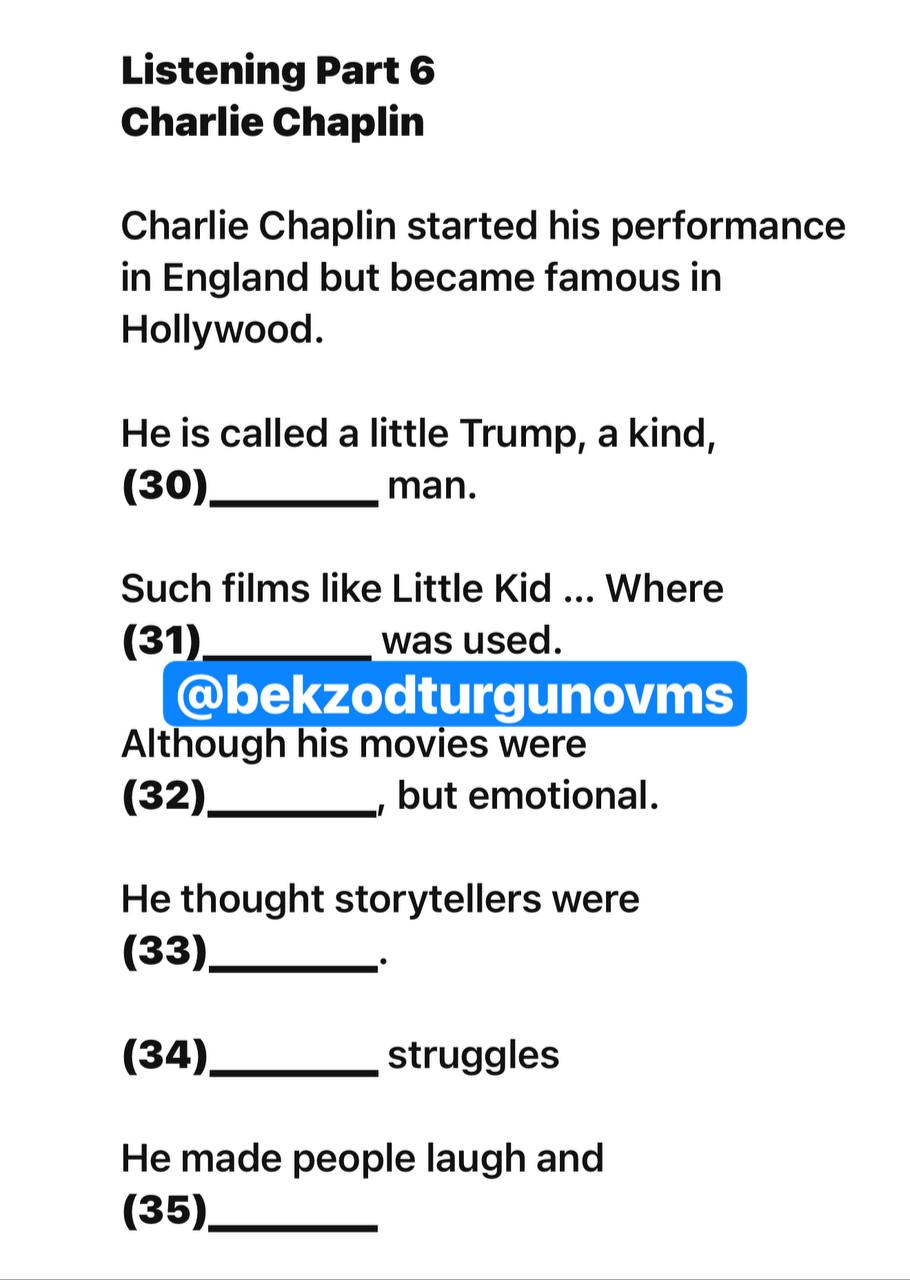 Listening Part 6
Charlie Chaplin
Charlie Chaplin started his performance
in England but became famous in
Hollywood.
He is called a little Trump, a kind,
(30)________ man.
Such films like Little Kid ... Where
(31)________ was used.
@bekzodturgunovms
Although his movies were
(32)________, but emotional.
He thought storytellers were
(33)________.
(34)________ struggles
He made people laugh and
(35)________